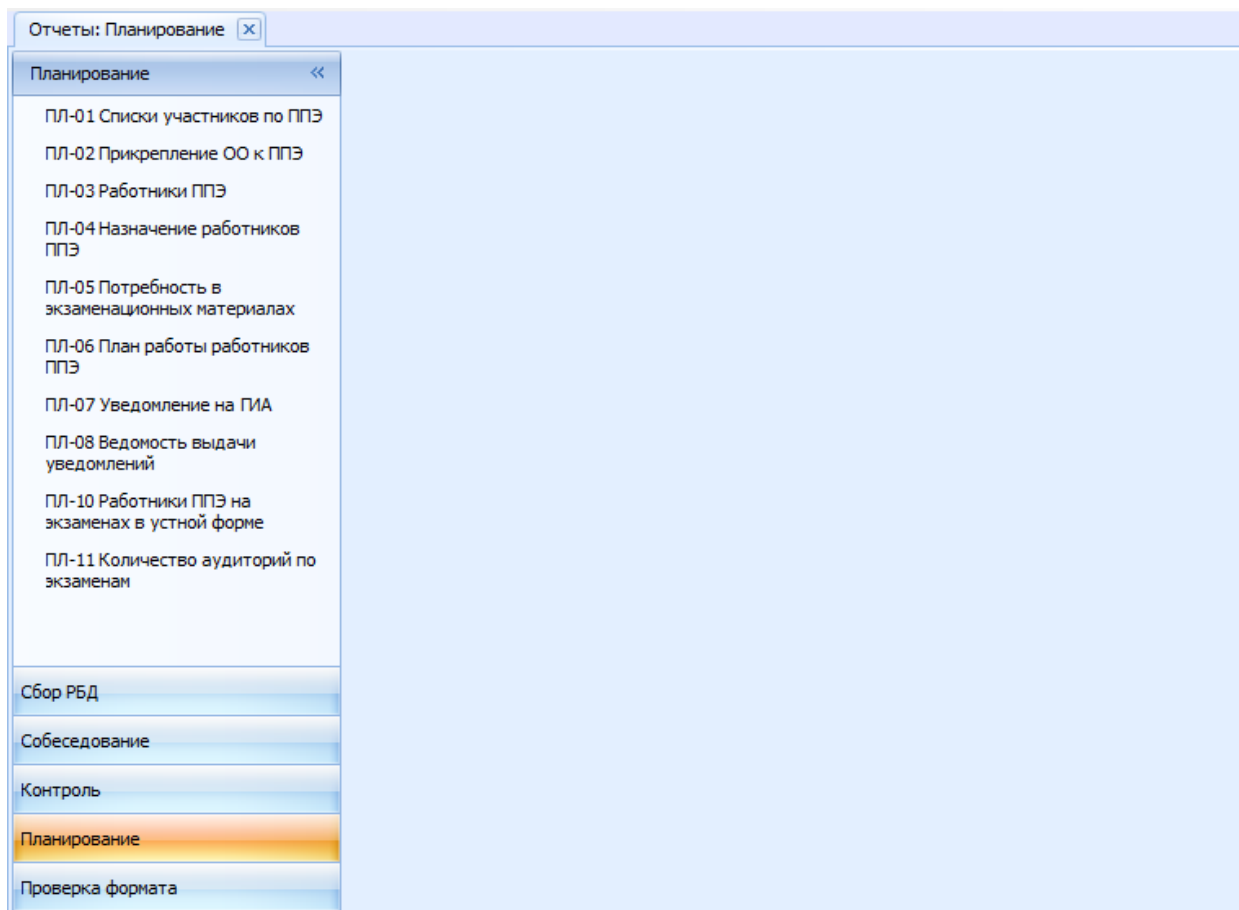 Отчеты: Планирование
Планирование
ПЛ-01 Списки участников по ППЭ
ПЛ-02 Прикрепление ОО к ППЭ
ПЛ-03 Работники ППЭ
ПЛ-04 Назначение работников
ППЭ
ПЛ-05 Потребность в
экзаменационных материалах
ПЛ-06 План работы работников
ППЭ
ПЛ-07 Уведомление на ГИА
ПЛ-08 Ведомость выдачи
уведомлений
ПЛ-10 Работники ППЭ на
экзаменах в устной форме
ПЛ-11 Количество аудиторий по
экзаменам
Сбор РБД
Собеседование
Контроль
Планирование
Проверка формата